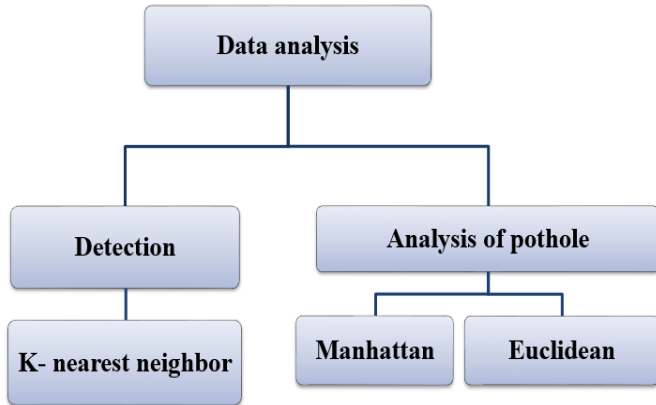 Data analysis
Detection
Analysis of pothole
K- nearest neighbor
Manhattan
Euclidean